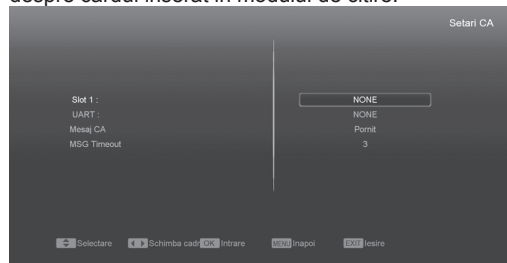 despre cardul inserat in modulul de citire.
Setari CA
Slot 1 : NONE
UART : NONE
Mesaj CA Pornit
MSG Timeout 3
Selectare Schimba cadr OK Intrare MENU Inapoi EXIT Iesire